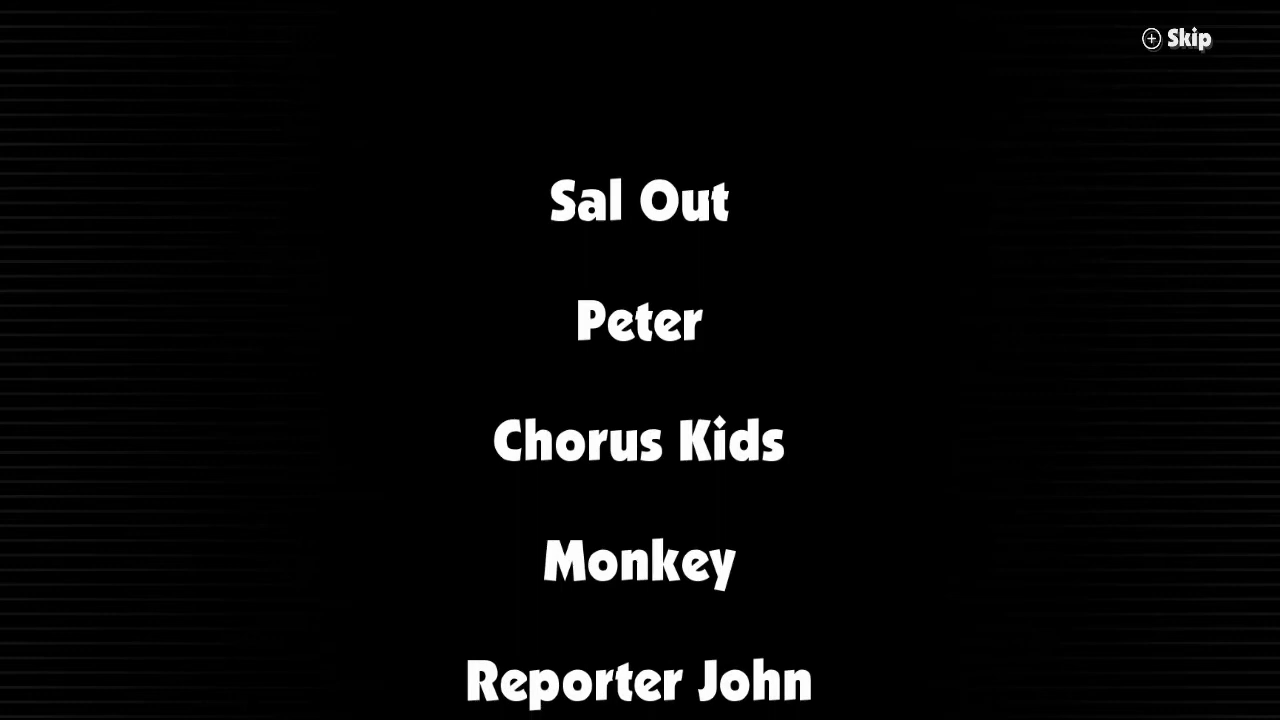 ⊕ Skip
Sal Out
Peter
Chorus Kids
Monkey
Reporter John